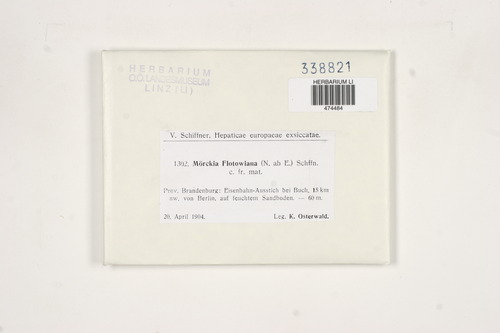 HERBARIUM
OÖ. LANDESMUSEUM
LINZ (LI)
338821
HERBARIUM LI
474484
V. Schiffner, Hepaticae europaeae exsiccatae.
1302. Mörckia Flotowiana (N. ab E.) Schffn.
c. fr. mat.
Prov. Brandenburg: Eisenbahn-Ausstich bei Buch, 15 km
nw. von Berlin, auf feuchtem Sandboden. — 60 m.
20. April 1904. Leg. K. Osterwald.